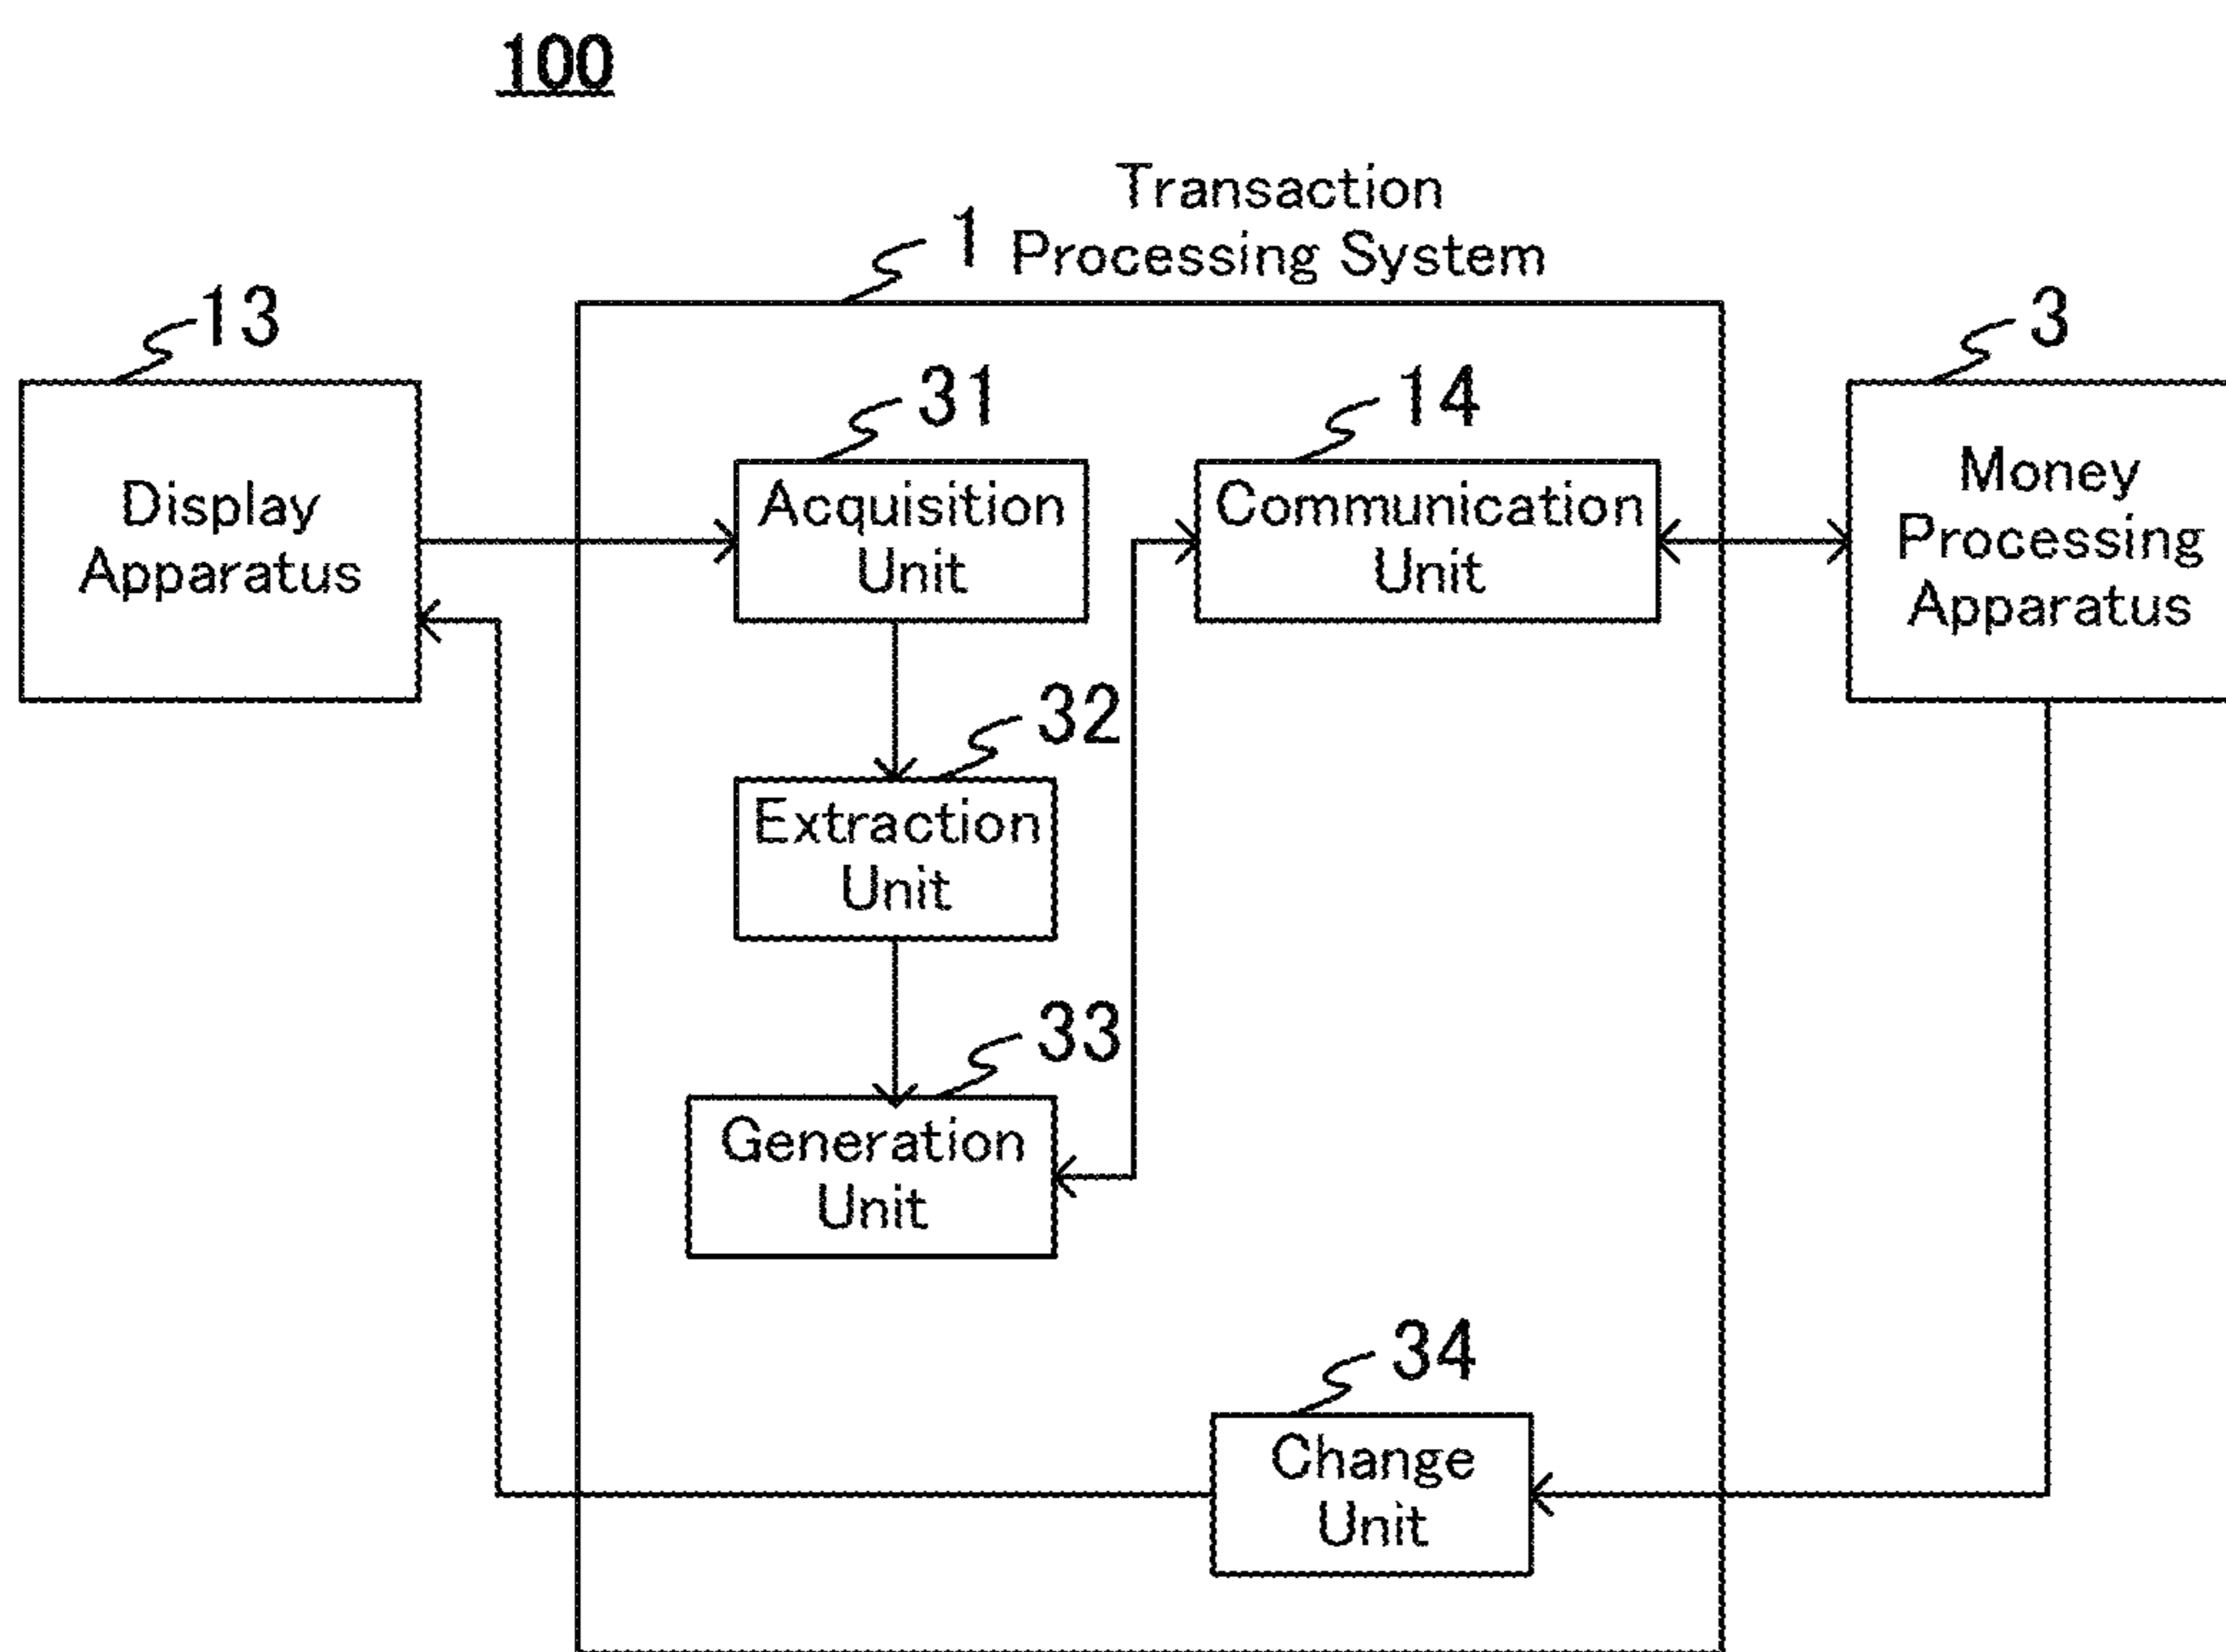 100
Transaction
1 Processing System
13
3
31
14
Display
Apparatus
Acquisition
Unit
Communication
Unit
Money
Processing
Apparatus
32
Extraction
Unit
33
Generation
Unit
34
Change
Unit